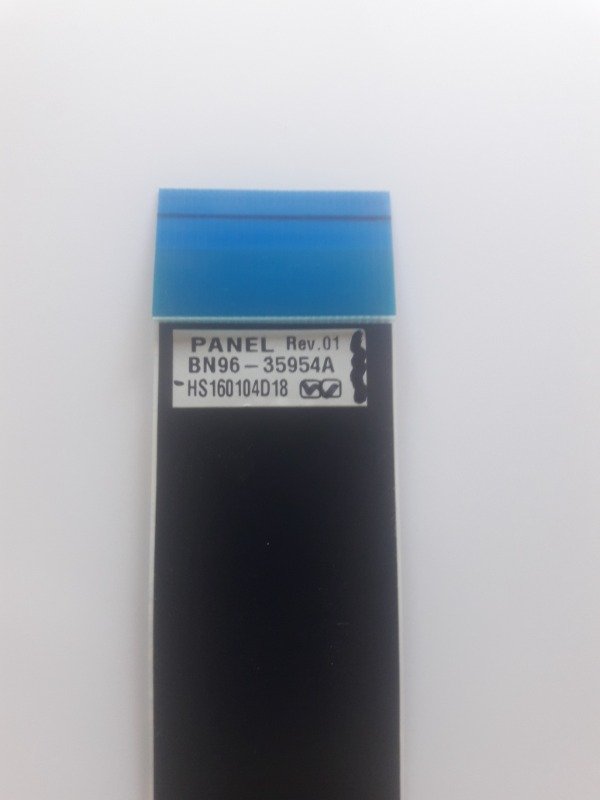 PANEL Rev.01
BN96-35954A
HS160104D18